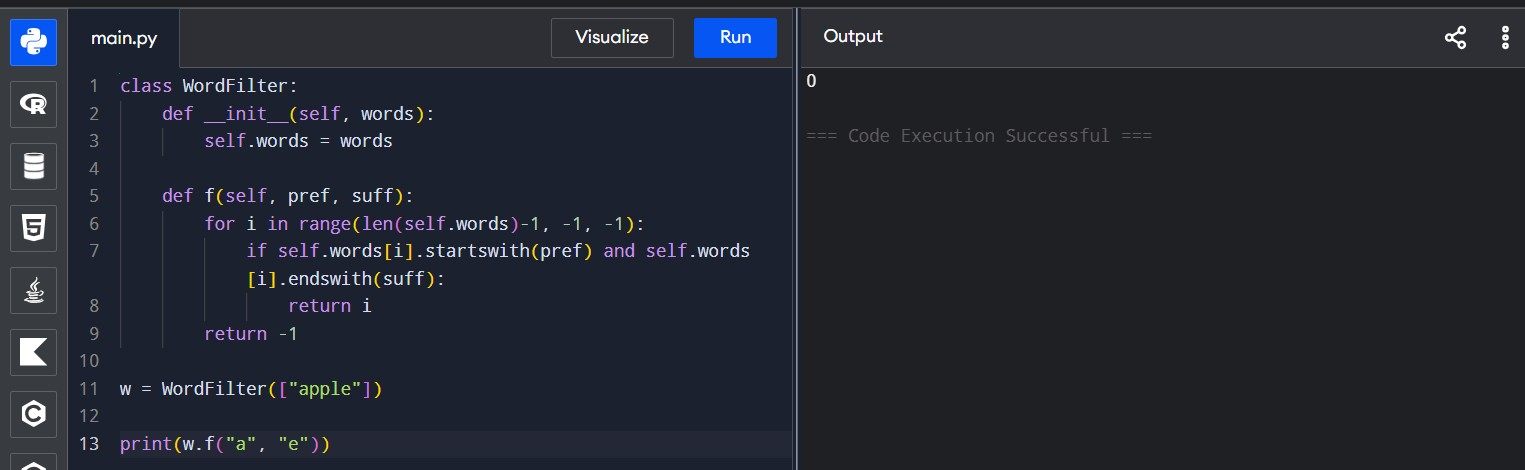 main.py
Visualize
Run
Output
1 class WordFilter:
2     def __init__(self, words):
3         self.words = words
4
5     def f(self, pref, suff):
6         for i in range(len(self.words)-1, -1, -1):
7             if self.words[i].startswith(pref) and self.words
            [i].endswith(suff):
8                 return i
9         return -1
10
11 w = WordFilter(["apple"])
12
13 print(w.f("a", "e"))
0
=== Code Execution Successful ===